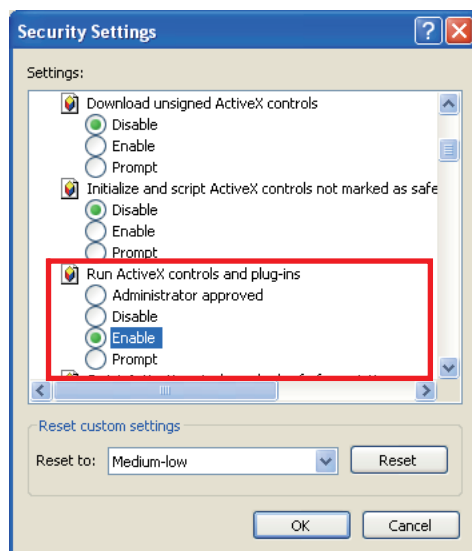 Security Settings
Settings:
Download unsigned ActiveX controls
Disable
Enable
Prompt
Initialize and script ActiveX controls not marked as safe
Disable
Enable
Prompt
Run ActiveX controls and plug-ins
Administrator approved
Disable
Enable
Prompt
Reset custom settings
Reset to: Medium-low Reset
OK Cancel